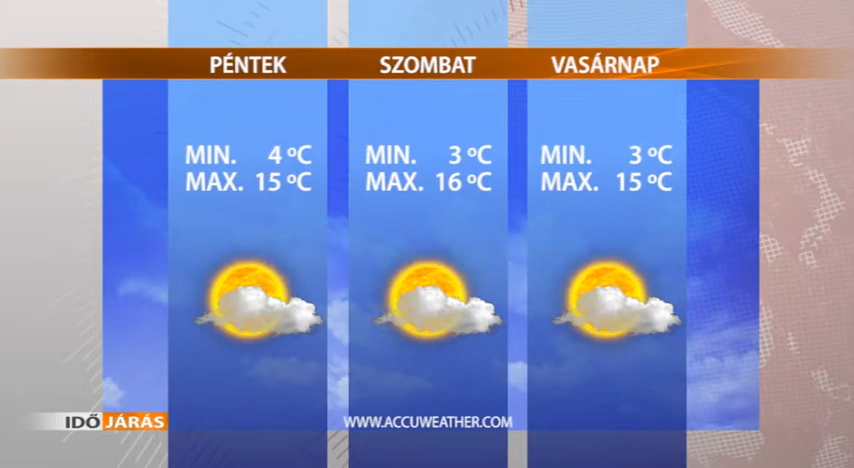 PÉNTEK SZOMBAT VASÁRNAP
MIN. 4 ºC MIN. 3 ºC MIN. 3 ºC
MAX. 15 ºC MAX. 16 ºC MAX. 15 ºC
IDŐJÁRÁS WWW.ACCUWEATHER.COM